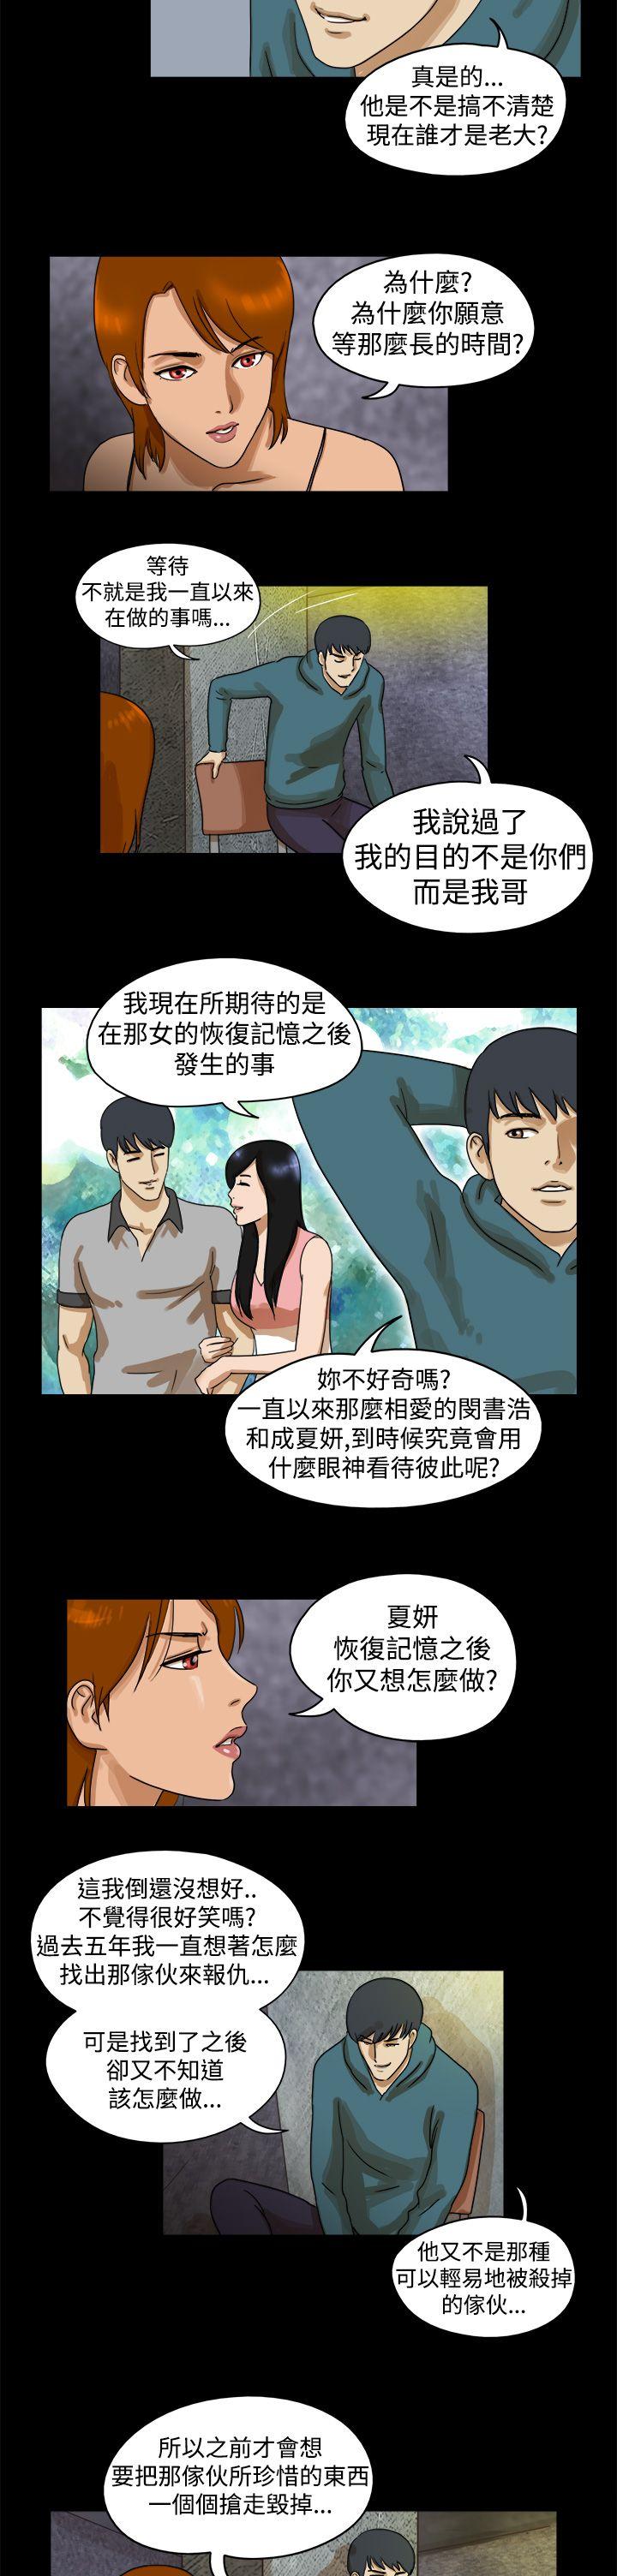 真是的...
他是不是搞不清楚
現在誰才是老大?
為什麼?
為什麼你願意
等那麼長的時間?
等待
不就是我一直以來
在做的事嗎...
我說過了
我的目的不是你們
而是我哥
我現在所期待的是
在那女的恢復記憶之後
發生的事
妳不好奇嗎?
一直以來那麼相愛的閔書浩
和成夏妍,到時候究竟會用
什麼眼神看待彼此呢?
夏妍
恢復記憶之後
你又想怎麼做?
這我倒還沒想好..
不覺得很好笑嗎?
過去五年我一直想著怎麼
找出那傢伙來報仇...
可是找到了之後
卻又不知道
該怎麼做...
他又不是那種
可以輕易地被殺掉
的傢伙...
所以之前才會想
要把那傢伙所珍惜的東西
一個個搶走毀掉...